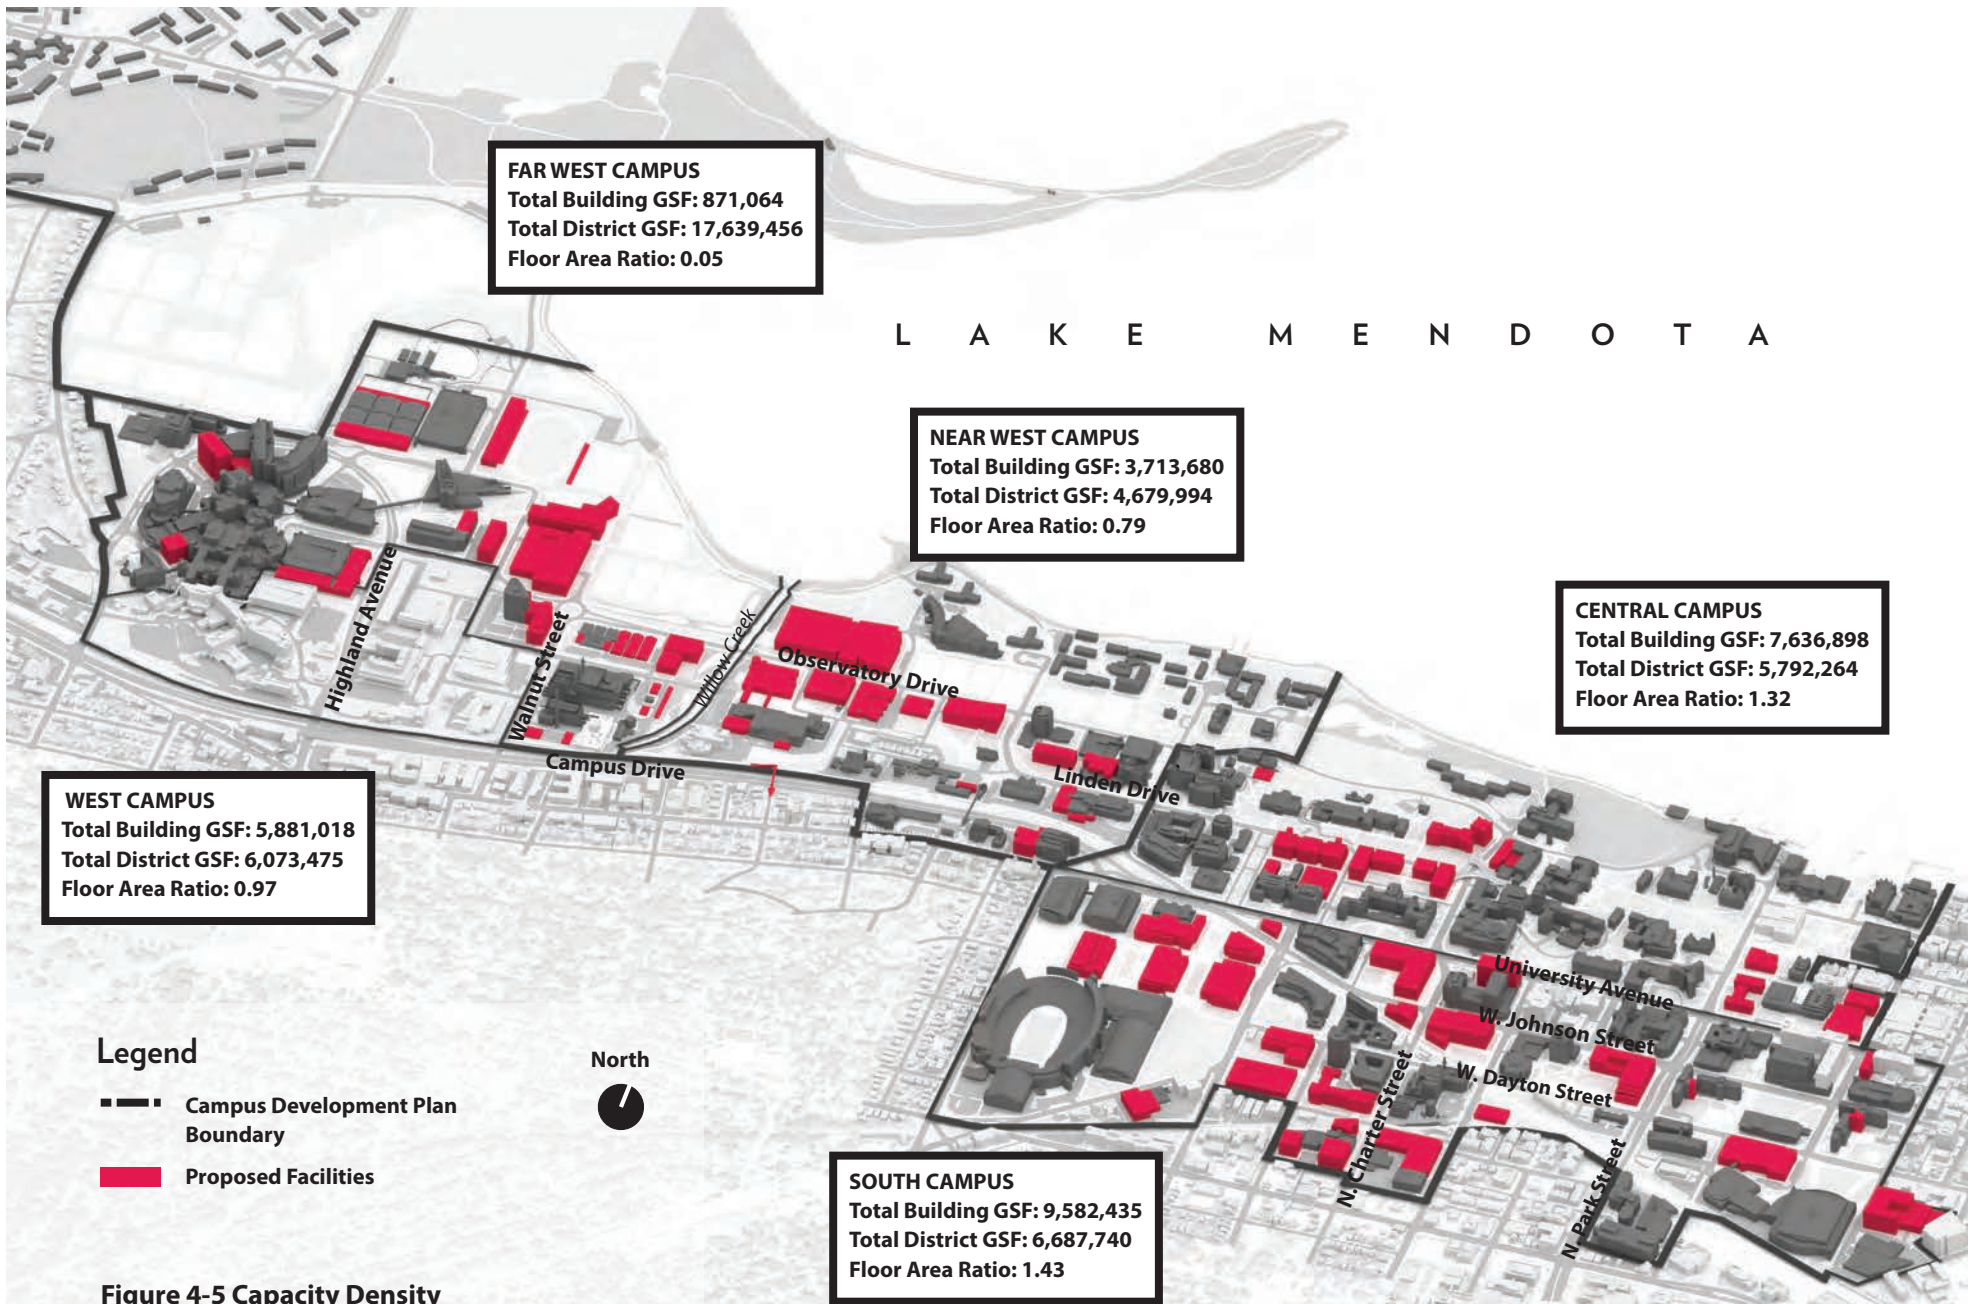 FAR WEST CAMPUS
Total Building GSF: 871,064
Total District GSF: 17,639,456
Floor Area Ratio: 0.05
LAKE MENDOTA
NEAR WEST CAMPUS
Total Building GSF: 3,713,680
Total District GSF: 4,679,994
Floor Area Ratio: 0.79
CENTRAL CAMPUS
Total Building GSF: 7,636,898
Total District GSF: 5,792,264
Floor Area Ratio: 1.32
Highland Avenue
Walnut Street
Willow Creek
Observatory Drive
Campus Drive
Linden Drive
WEST CAMPUS
Total Building GSF: 5,881,018
Total District GSF: 6,073,475
Floor Area Ratio: 0.97
University Avenue
W. Johnson Street
W. Dayton Street
N. Charter Street
N. Park Street
Legend
Campus Development Plan
Boundary
Proposed Facilities
North
SOUTH CAMPUS
Total Building GSF: 9,582,435
Total District GSF: 6,687,740
Floor Area Ratio: 1.43
Figure 4-5 Capacity Density